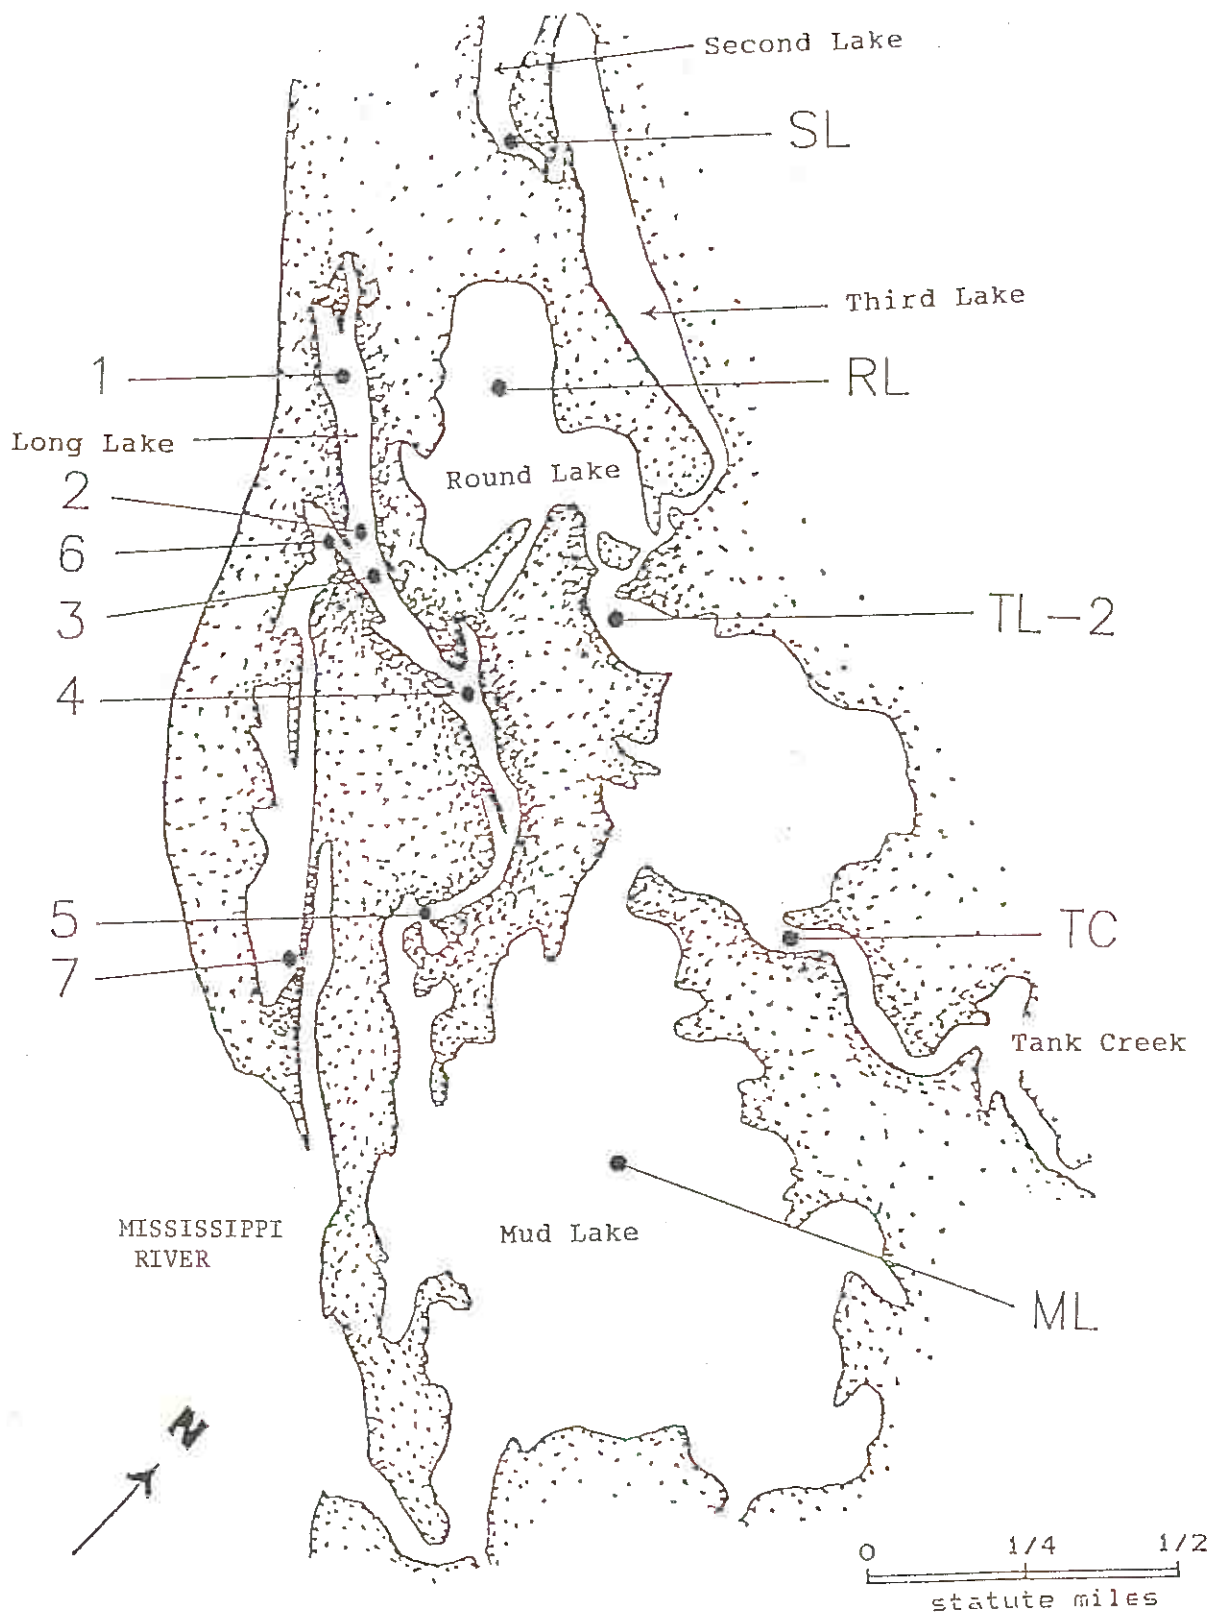 Second Lake
SL
Third Lake
1
RL
Long Lake
Round Lake
2
6
3
TL-2
4
5
TC
7
Tank Creek
MISSISSIPPI
RIVER
Mud Lake
ML
N
0 1/4 1/2
statute miles